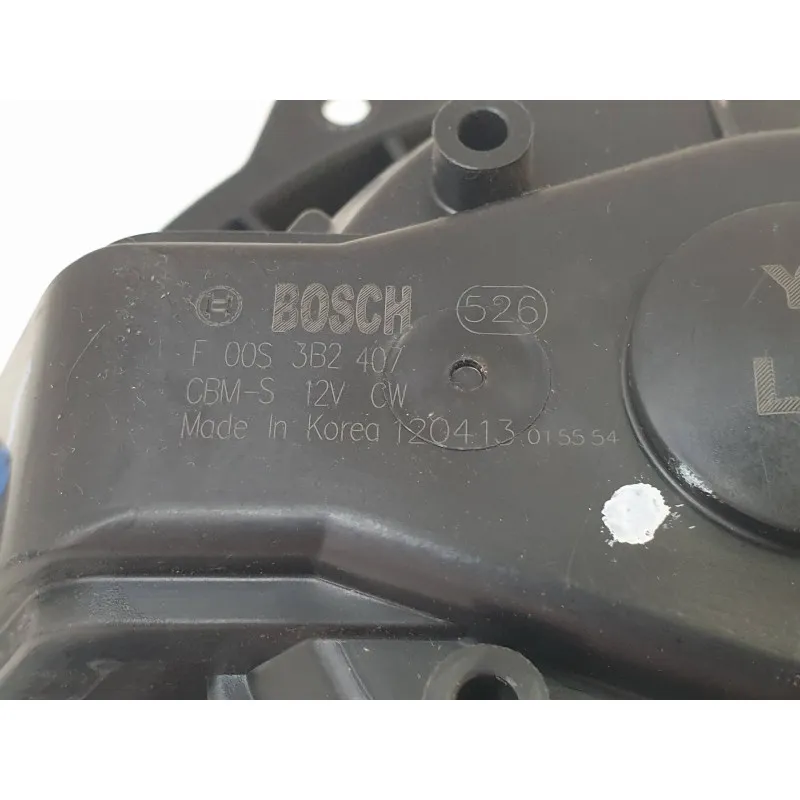 BOSCH 526
F 00S 3B2 407
CBM-S 12V CW
Made In Korea 120413 015554
Y
L